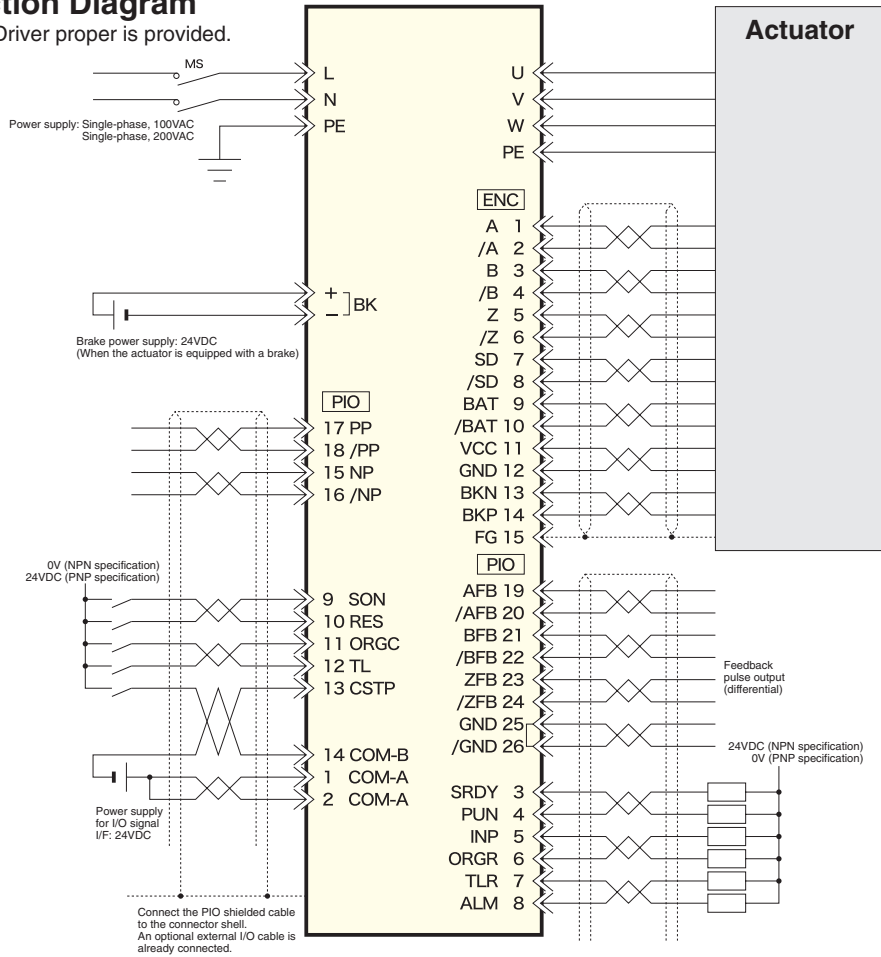 ction Diagram
Driver proper is provided.
Actuator
MS
L
N
PE
Power supply: Single-phase, 100VAC
Single-phase, 200VAC
U
V
W
PE
ENC
A 1
/A 2
B 3
/B 4
Z 5
/Z 6
SD 7
/SD 8
BAT 9
/BAT 10
VCC 11
GND 12
BKN 13
BKP 14
FG 15
+
−
BK
Brake power supply: 24VDC
(When the actuator is equipped with a brake)
PIO
17 PP
18 /PP
15 NP
16 /NP
0V (NPN specification)
24VDC (PNP specification)
9 SON
10 RES
11 ORGC
12 TL
13 CSTP
14 COM-B
1 COM-A
2 COM-A
Power supply
for I/O signal
I/F: 24VDC
Connect the PIO shielded cable
to the connector shell.
An optional external I/O cable is
already connected.
PIO
AFB 19
/AFB 20
BFB 21
/BFB 22
ZFB 23
/ZFB 24
GND 25
/GND 26
Feedback
pulse output
(differential)
24VDC (NPN specification)
0V (PNP specification)
SRDY 3
PUN 4
INP 5
ORGR 6
TLR 7
ALM 8